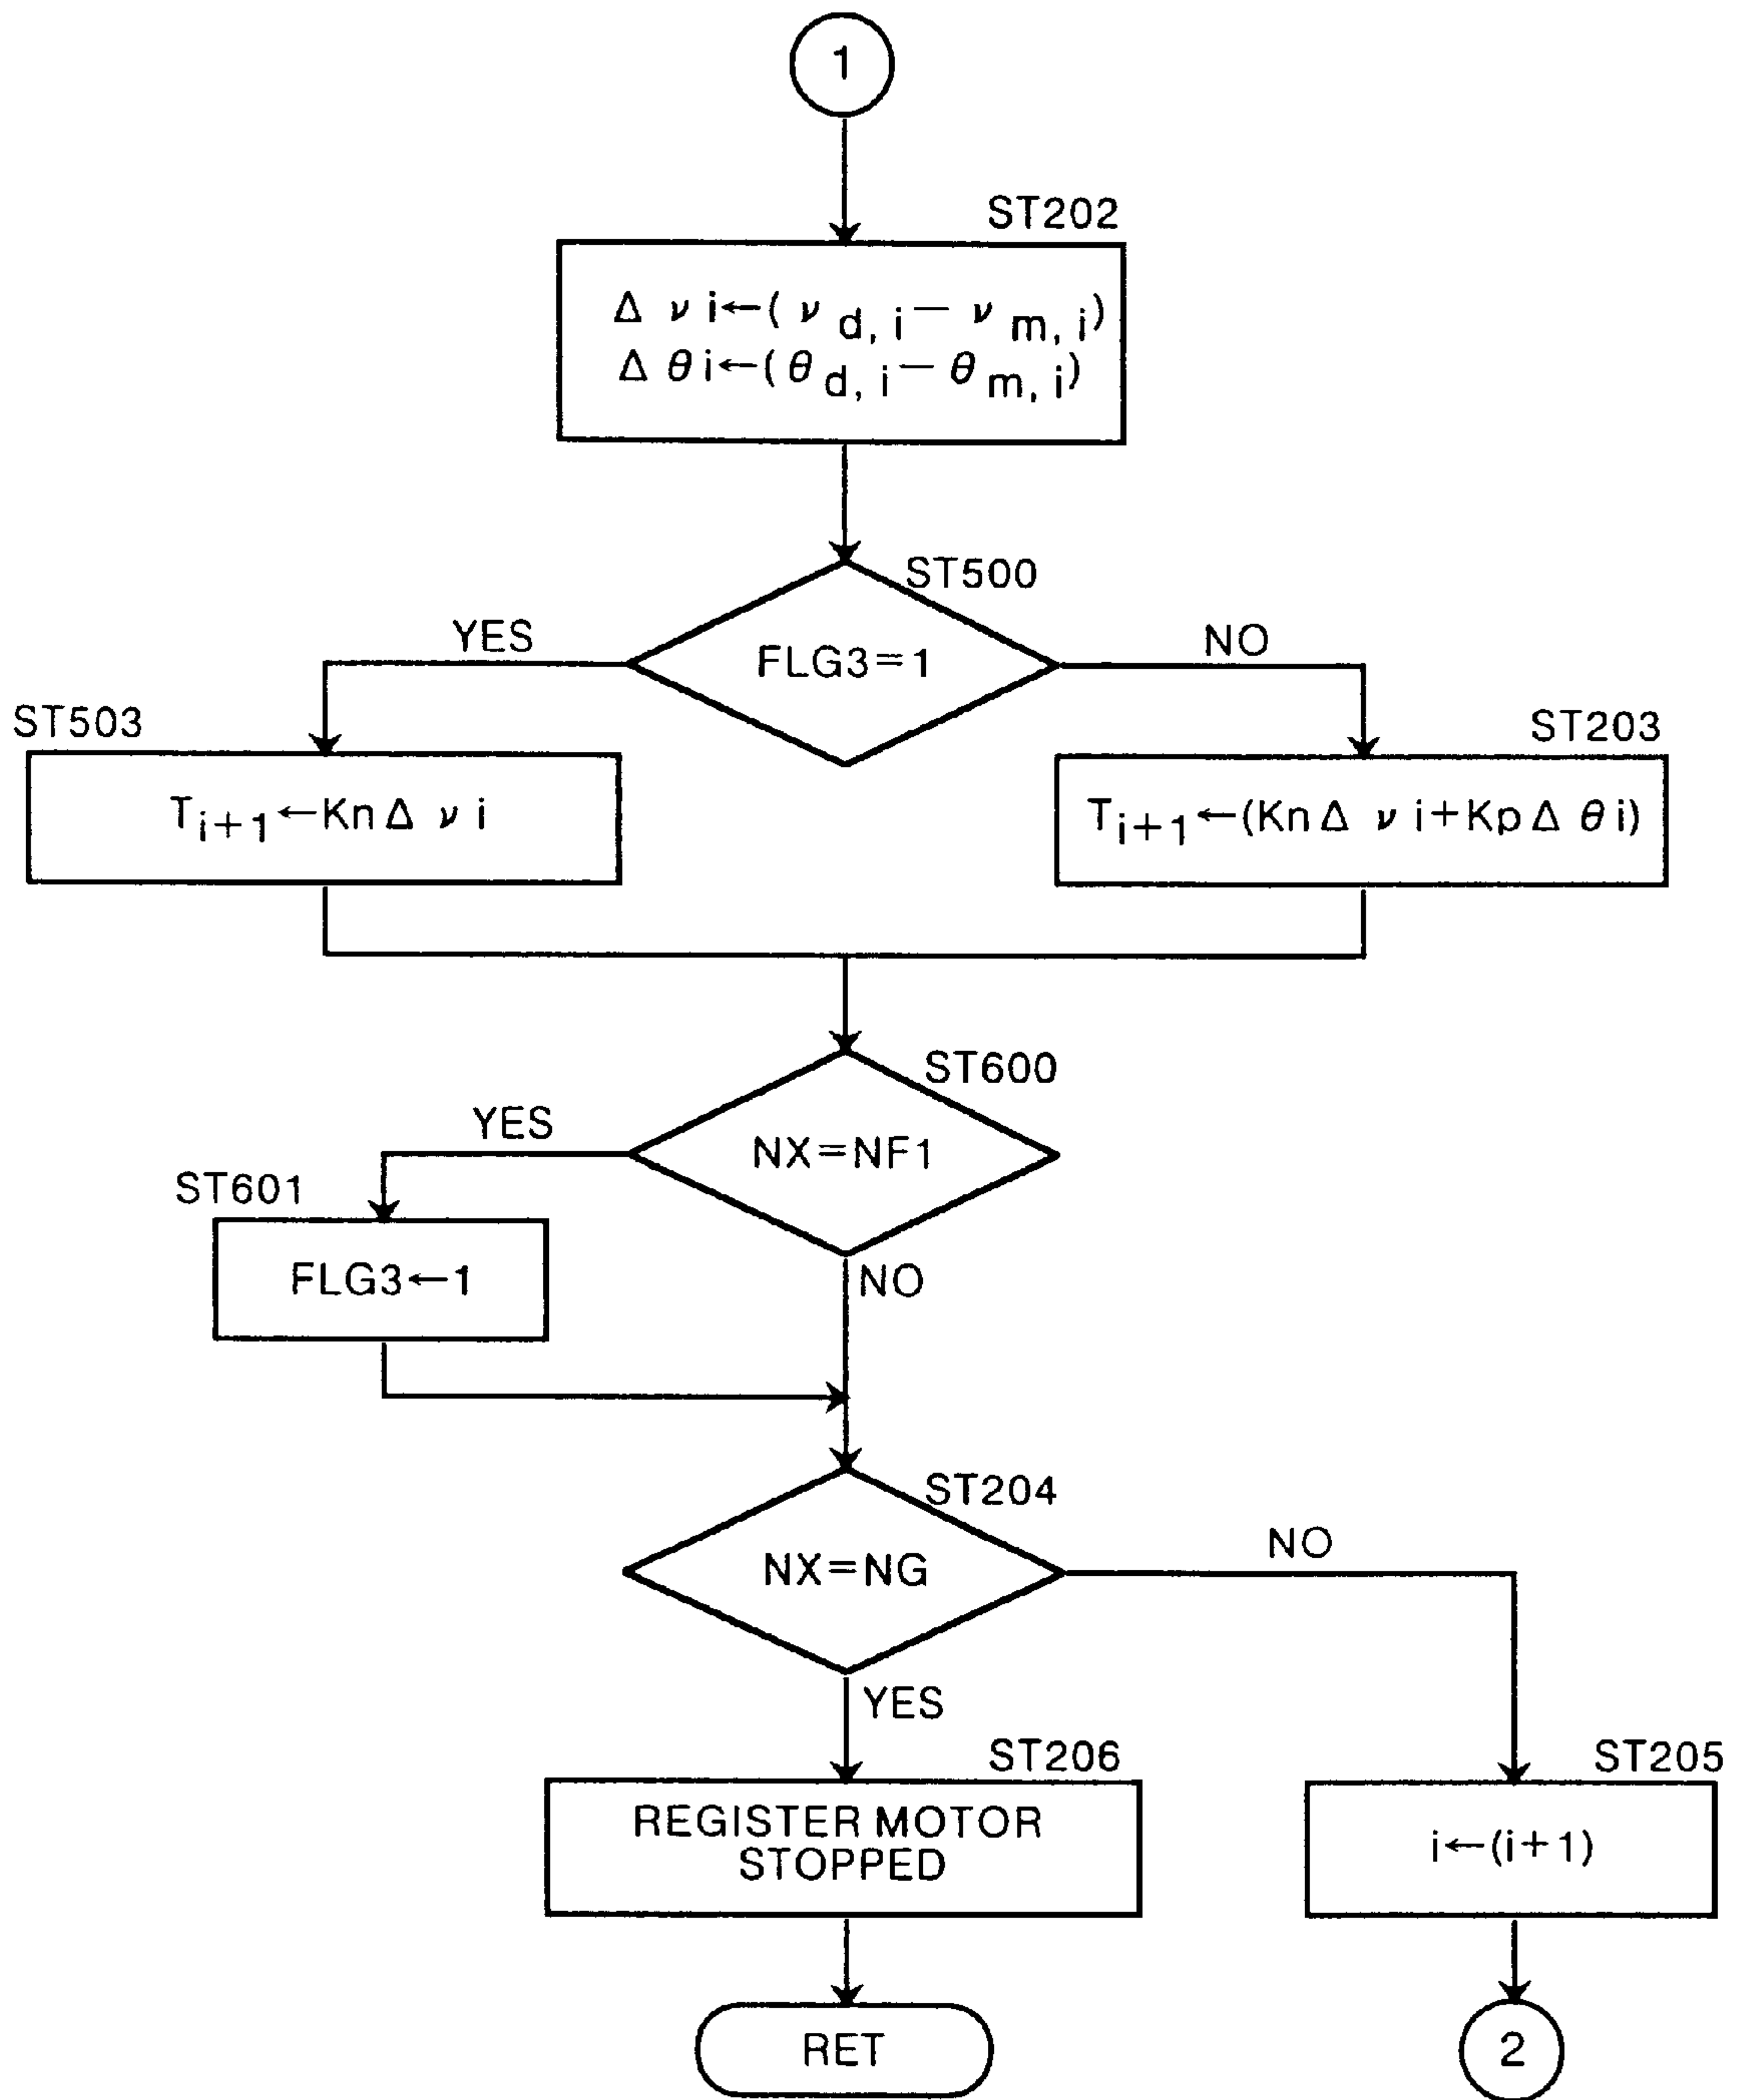 1
ST202
Δ ν i←( ν d, i − ν m, i)
Δ θ i←( θ d, i − θ m, i)
ST500
YES
FLG3=1
NO
ST503
ST203
T i+1 ←Kn Δ ν i
T i+1 ←(Kn Δ ν i+Kp Δ θ i)
ST600
YES
NX=NF1
ST601
FLG3←1
NO
ST204
NX=NG
NO
YES
ST206
ST205
REGISTER MOTOR
STOPPED
i←(i+1)
RET
2